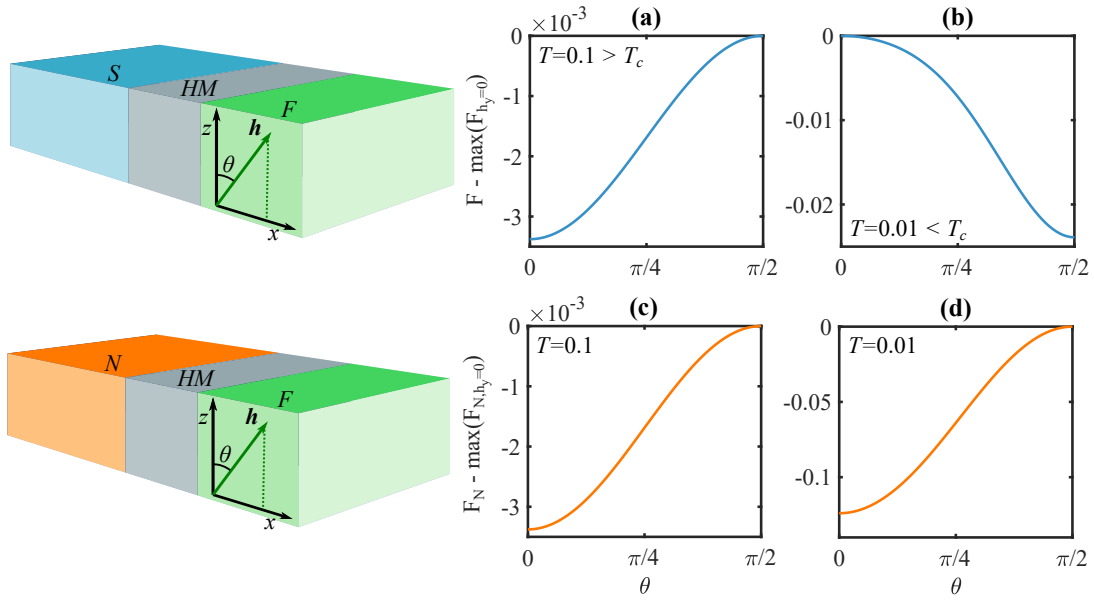 (a)
(b)
×10⁻³
S
HM
F
z
h
θ
x
F - max(F_{h_y=0})
0
-1
-2
-3
T=0.1 > T_c
0
π/4
π/2
0
-0.01
-0.02
T=0.01 < T_c
0
π/4
π/2
(c)
(d)
×10⁻³
N
HM
F
z
h
θ
x
F_N - max(F_{N,h_y=0})
0
-1
-2
-3
T=0.1
0
π/4
π/2
θ
0
-0.05
-0.1
T=0.01
0
π/4
π/2
θ